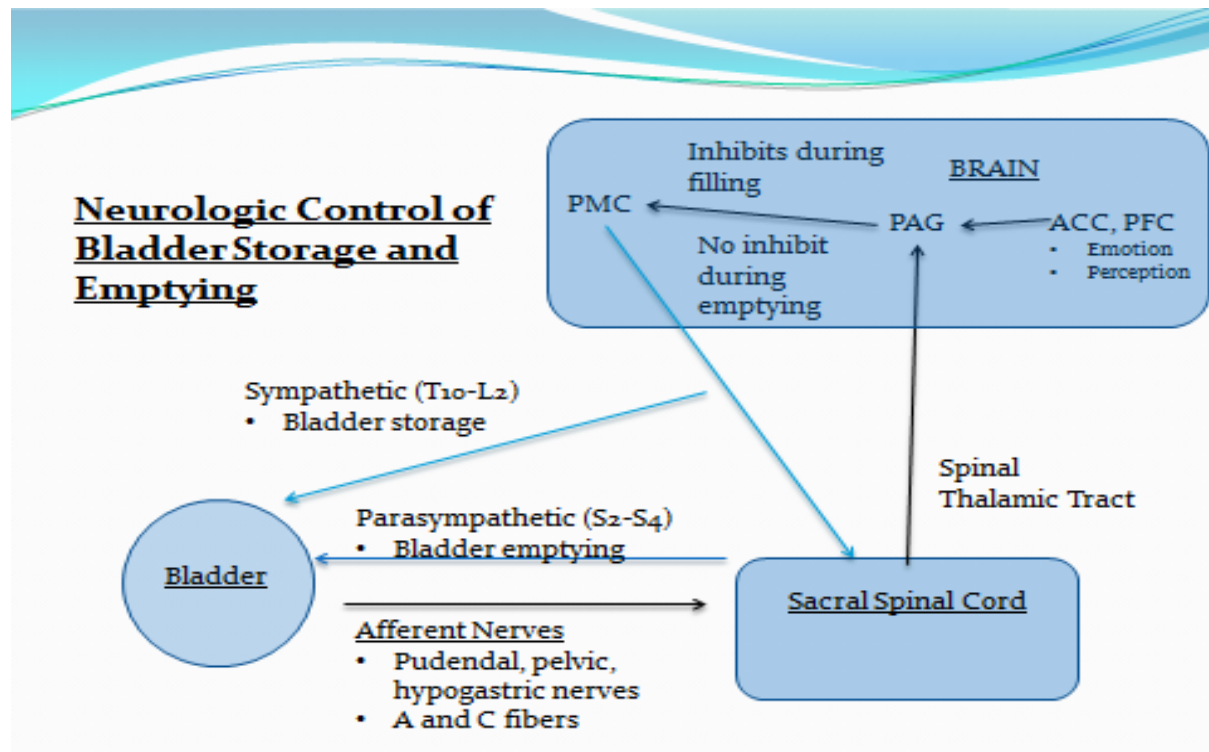 Neurologic Control of
Bladder Storage and
Emptying
Inhibits during
filling
BRAIN
PMC
PAG
ACC, PFC
• Emotion
• Perception
No inhibit
during
emptying
Sympathetic (T10-L2)
• Bladder storage
Spinal
Thalamic Tract
Parasympathetic (S2-S4)
• Bladder emptying
Bladder
Sacral Spinal Cord
Afferent Nerves
• Pudendal, pelvic,
hypogastric nerves
• A and C fibers